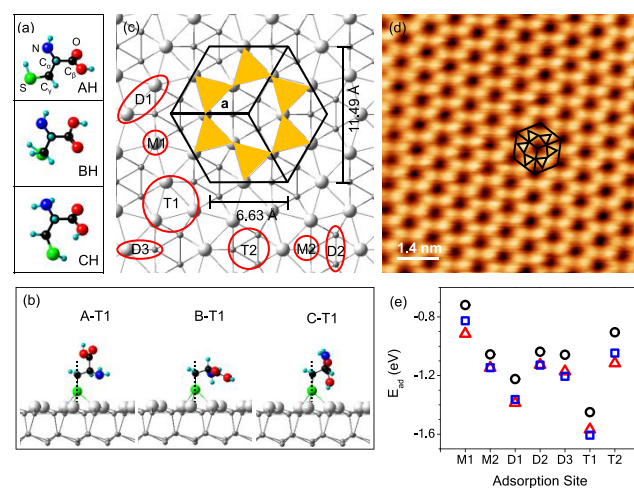 (a)
N
O
Cα
Cβ
S
Cγ
AH
BH
CH
(c)
D1
a
11.49 Å
M1
T1
6.63 Å
D3
T2
M2
D2
(d)
1.4 nm
(b)
A-T1
B-T1
C-T1
(e)
Ead (eV)
-0.8
-1.2
-1.6
M1 M2 D1 D2 D3 T1 T2
Adsorption Site